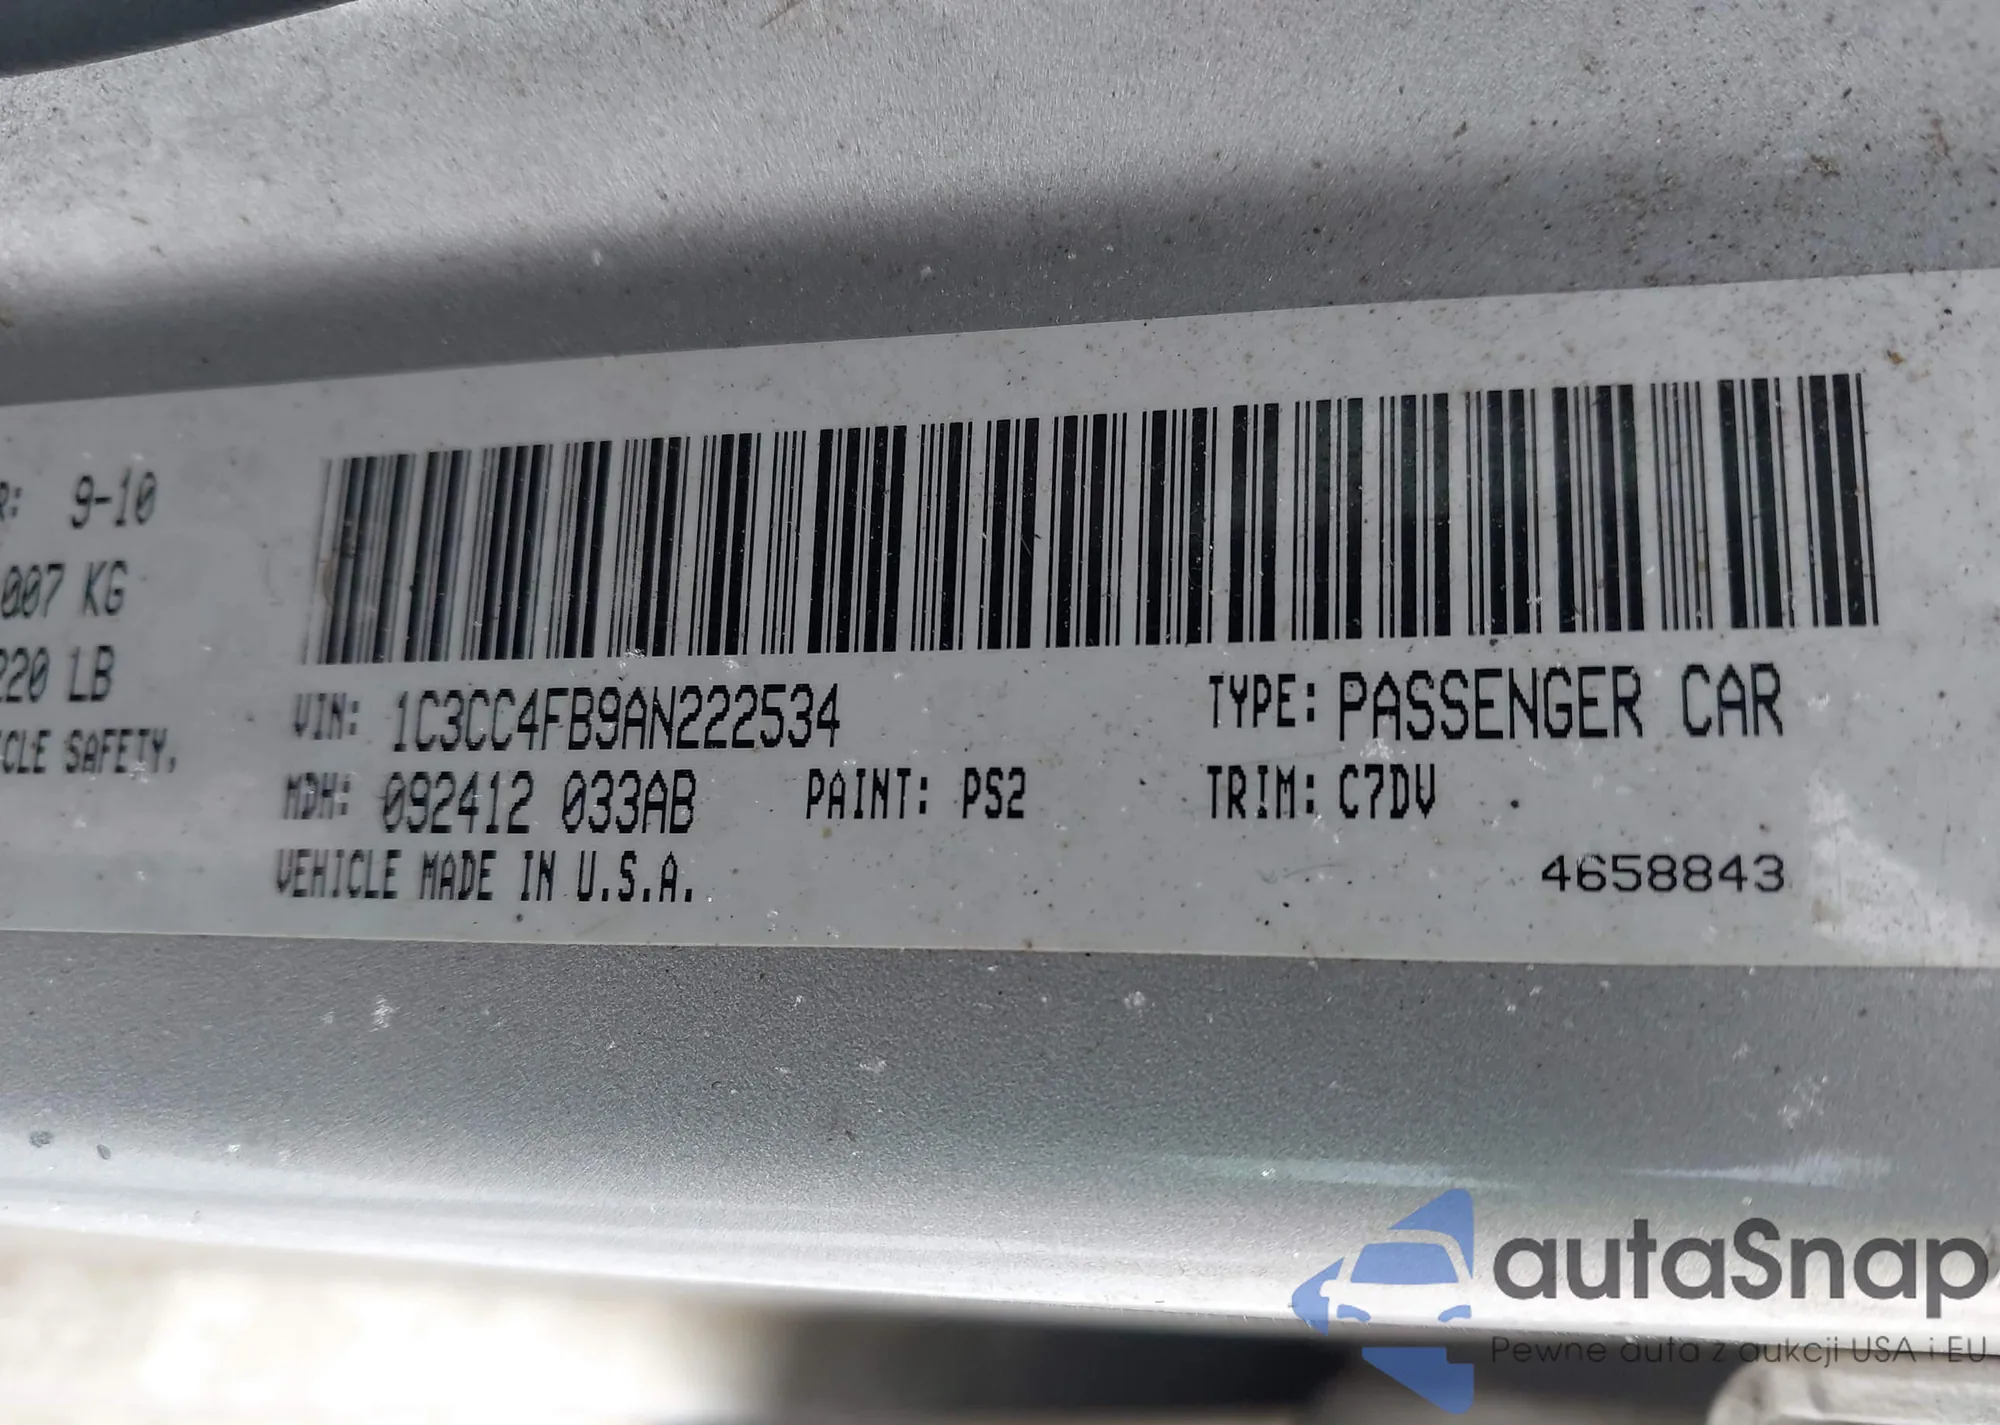 R: 9-10
007 KG
220 LB
CLE SAFETY,
VIN: 1C3CC4FB9AN222534
TYPE: PASSENGER CAR
MDH: 092412 033AB
PAINT: PS2
TRIM: C7DV
VEHICLE MADE IN U.S.A.
4658843
autaSnap
Pewne auta z aukcji USA i EU